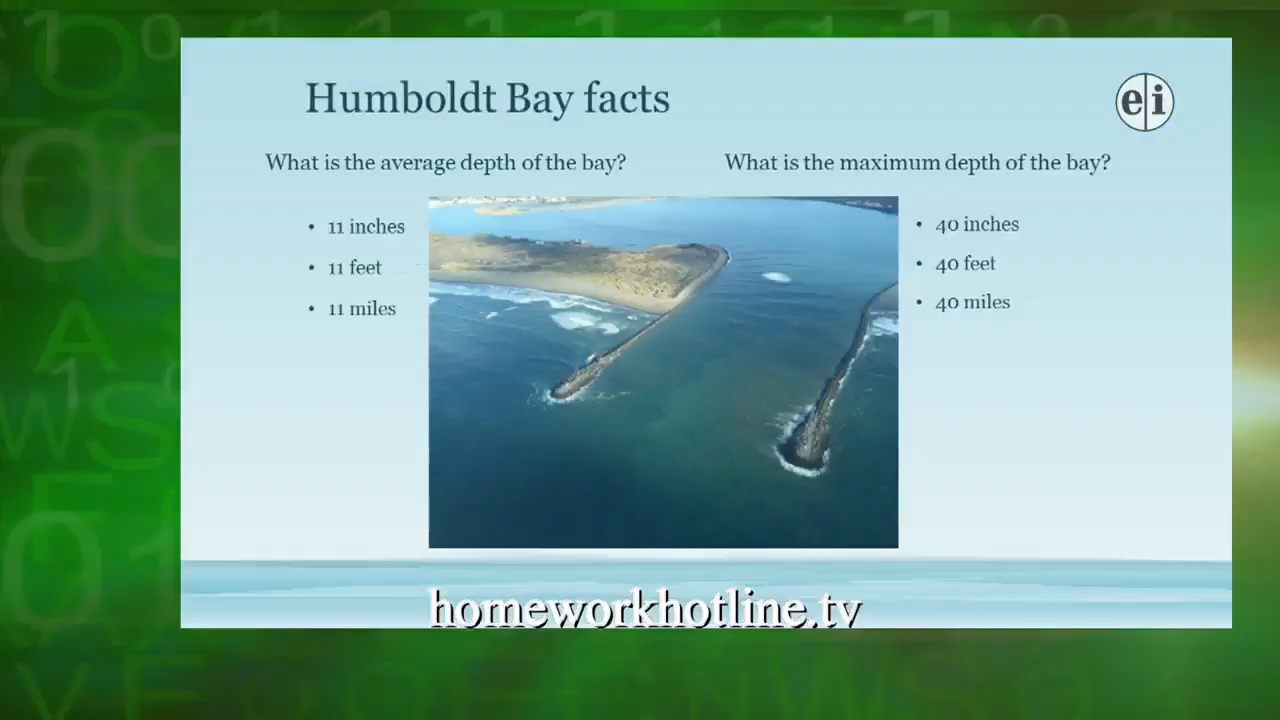 Humboldt Bay facts
e i
What is the average depth of the bay?
• 11 inches
• 11 feet
• 11 miles
What is the maximum depth of the bay?
• 40 inches
• 40 feet
• 40 miles
homeworkhotline.tv